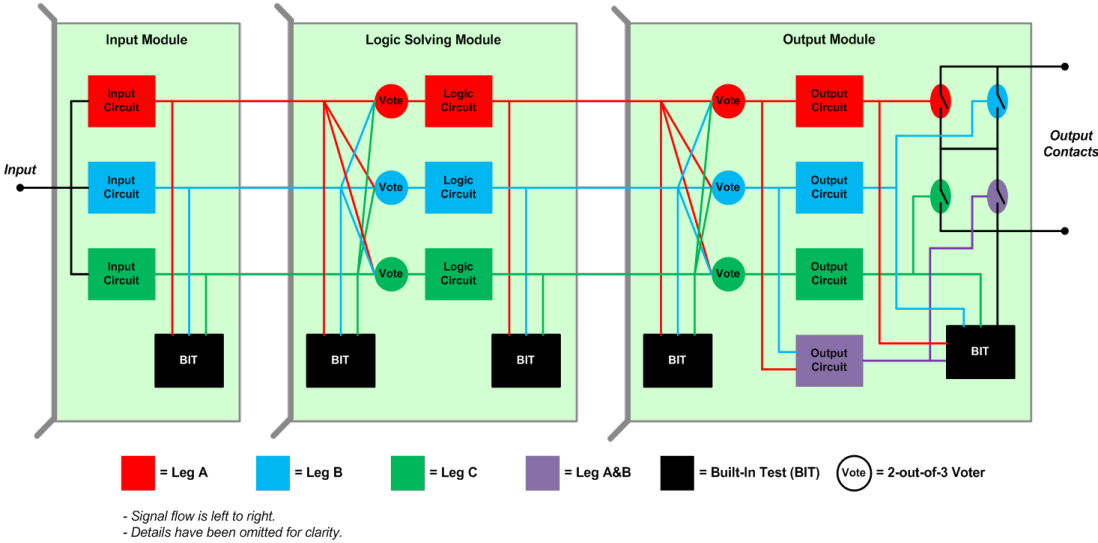 Input Module
Logic Solving Module
Output Module
Input
Circuit
Vote
Logic
Circuit
Vote
Output
Circuit
Output
Contacts
Input
Input
Circuit
Vote
Logic
Circuit
Vote
Output
Circuit
Input
Circuit
Vote
Logic
Circuit
Vote
Output
Circuit
BIT
BIT
BIT
BIT
Output
Circuit
BIT
= Leg A
= Leg B
= Leg C
= Leg A&B
= Built-In Test (BIT)
Vote = 2-out-of-3 Voter
- Signal flow is left to right.
- Details have been omitted for clarity.